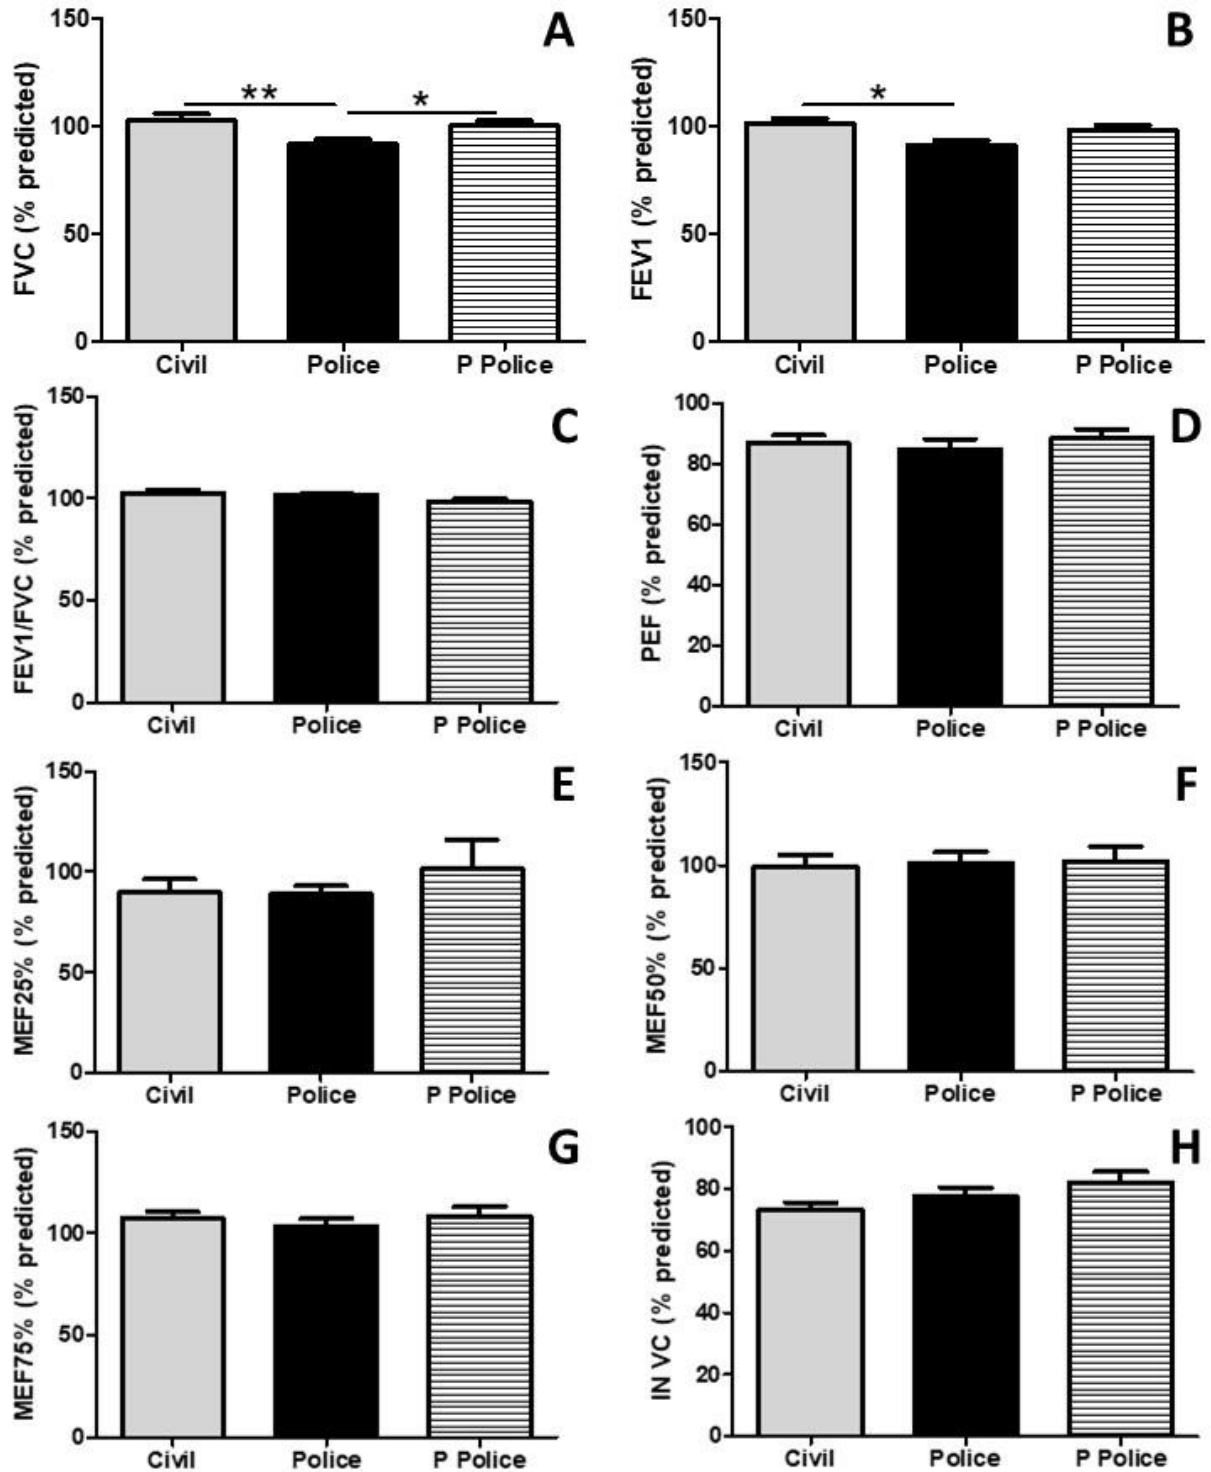 A
FVC (% predicted)
150
100
50
0
** *
Civil Police P Police
B
FEV1 (% predicted)
150
100
50
0
*
Civil Police P Police
C
FEV1/FVC (% predicted)
150
100
50
0
Civil Police P Police
D
PEF (% predicted)
100
80
60
40
20
0
Civil Police P Police
E
MEF25% (% predicted)
150
100
50
0
Civil Police P Police
F
MEF50% (% predicted)
150
100
50
0
Civil Police P Police
G
MEF75% (% predicted)
150
100
50
0
Civil Police P Police
H
IN VC (% predicted)
100
80
60
40
20
0
Civil Police P Police